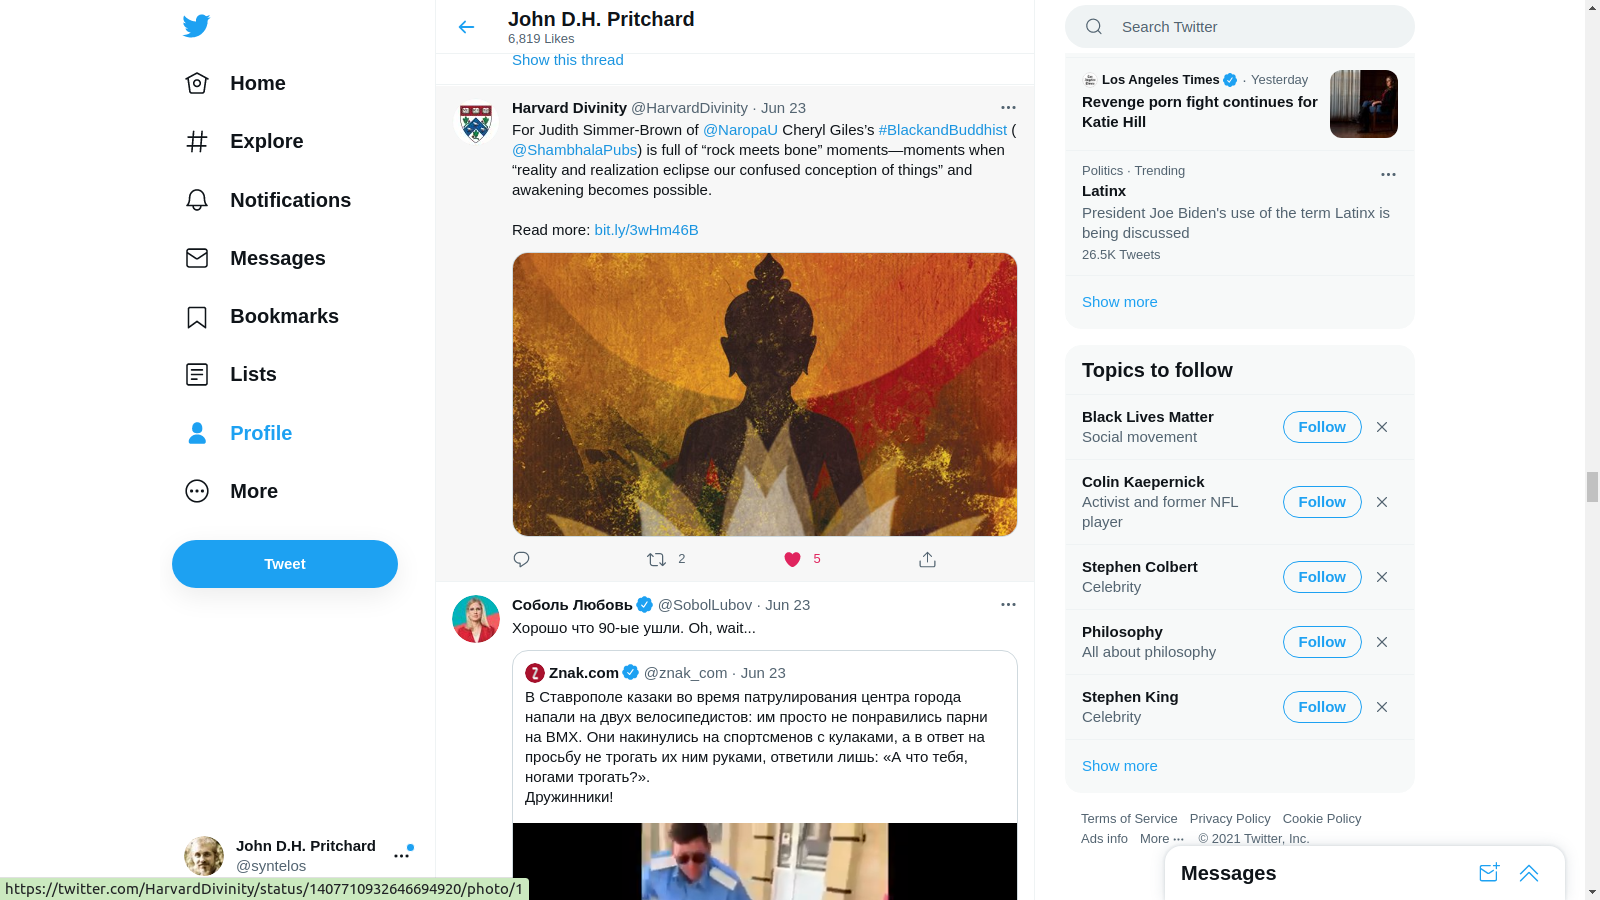 Home
Explore
Notifications
Messages
Bookmarks
Lists
Profile
More
Tweet
John D.H. Pritchard
@syntelos
https://twitter.com/HarvardDivinity/status/1407710932646694920/photo/1
John D.H. Pritchard
6,819 Likes
Show this thread
Harvard Divinity @HarvardDivinity · Jun 23
For Judith Simmer-Brown of @NaropaU Cheryl Giles’s #BlackandBuddhist (
@ShambhalaPubs) is full of “rock meets bone” moments—moments when
“reality and realization eclipse our confused conception of things” and
awakening becomes possible.
Read more: bit.ly/3wHm46B
2
5
Соболь Любовь @SobolLubov · Jun 23
Хорошо что 90-ые ушли. Oh, wait...
Znak.com @znak_com · Jun 23
В Ставрополе казаки во время патрулирования центра города
напали на двух велосипедистов: им просто не понравились парни
на BMX. Они накинулись на спортсменов с кулаками, а в ответ на
просьбу не трогать их ним руками, ответили лишь: «А что тебя,
ногами трогать?».
Дружинники!
Search Twitter
Los Angeles Times · Yesterday
Revenge porn fight continues for
Katie Hill
Politics · Trending
Latinx
President Joe Biden's use of the term Latinx is
being discussed
26.5K Tweets
Show more
Topics to follow
Black Lives Matter
Social movement
Follow
Colin Kaepernick
Activist and former NFL
player
Follow
Stephen Colbert
Celebrity
Follow
Philosophy
All about philosophy
Follow
Stephen King
Celebrity
Follow
Show more
Terms of Service Privacy Policy Cookie Policy
Ads info More ··· © 2021 Twitter, Inc.
Messages